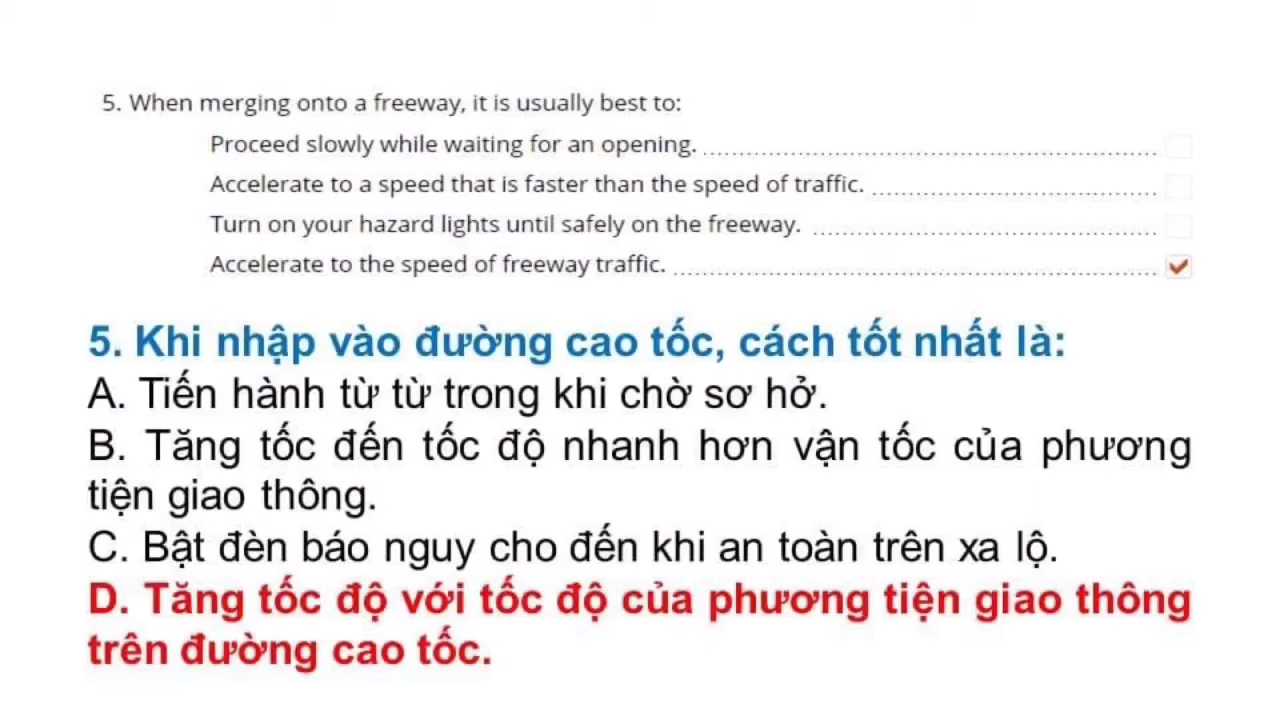 5. When merging onto a freeway, it is usually best to:
Proceed slowly while waiting for an opening.
Accelerate to a speed that is faster than the speed of traffic.
Turn on your hazard lights until safely on the freeway.
Accelerate to the speed of freeway traffic.
5. Khi nhập vào đường cao tốc, cách tốt nhất là:
A. Tiến hành từ từ trong khi chờ sơ hở.
B. Tăng tốc đến tốc độ nhanh hơn vận tốc của phương
tiện giao thông.
C. Bật đèn báo nguy cho đến khi an toàn trên xa lộ.
D. Tăng tốc độ với tốc độ của phương tiện giao thông
trên đường cao tốc.